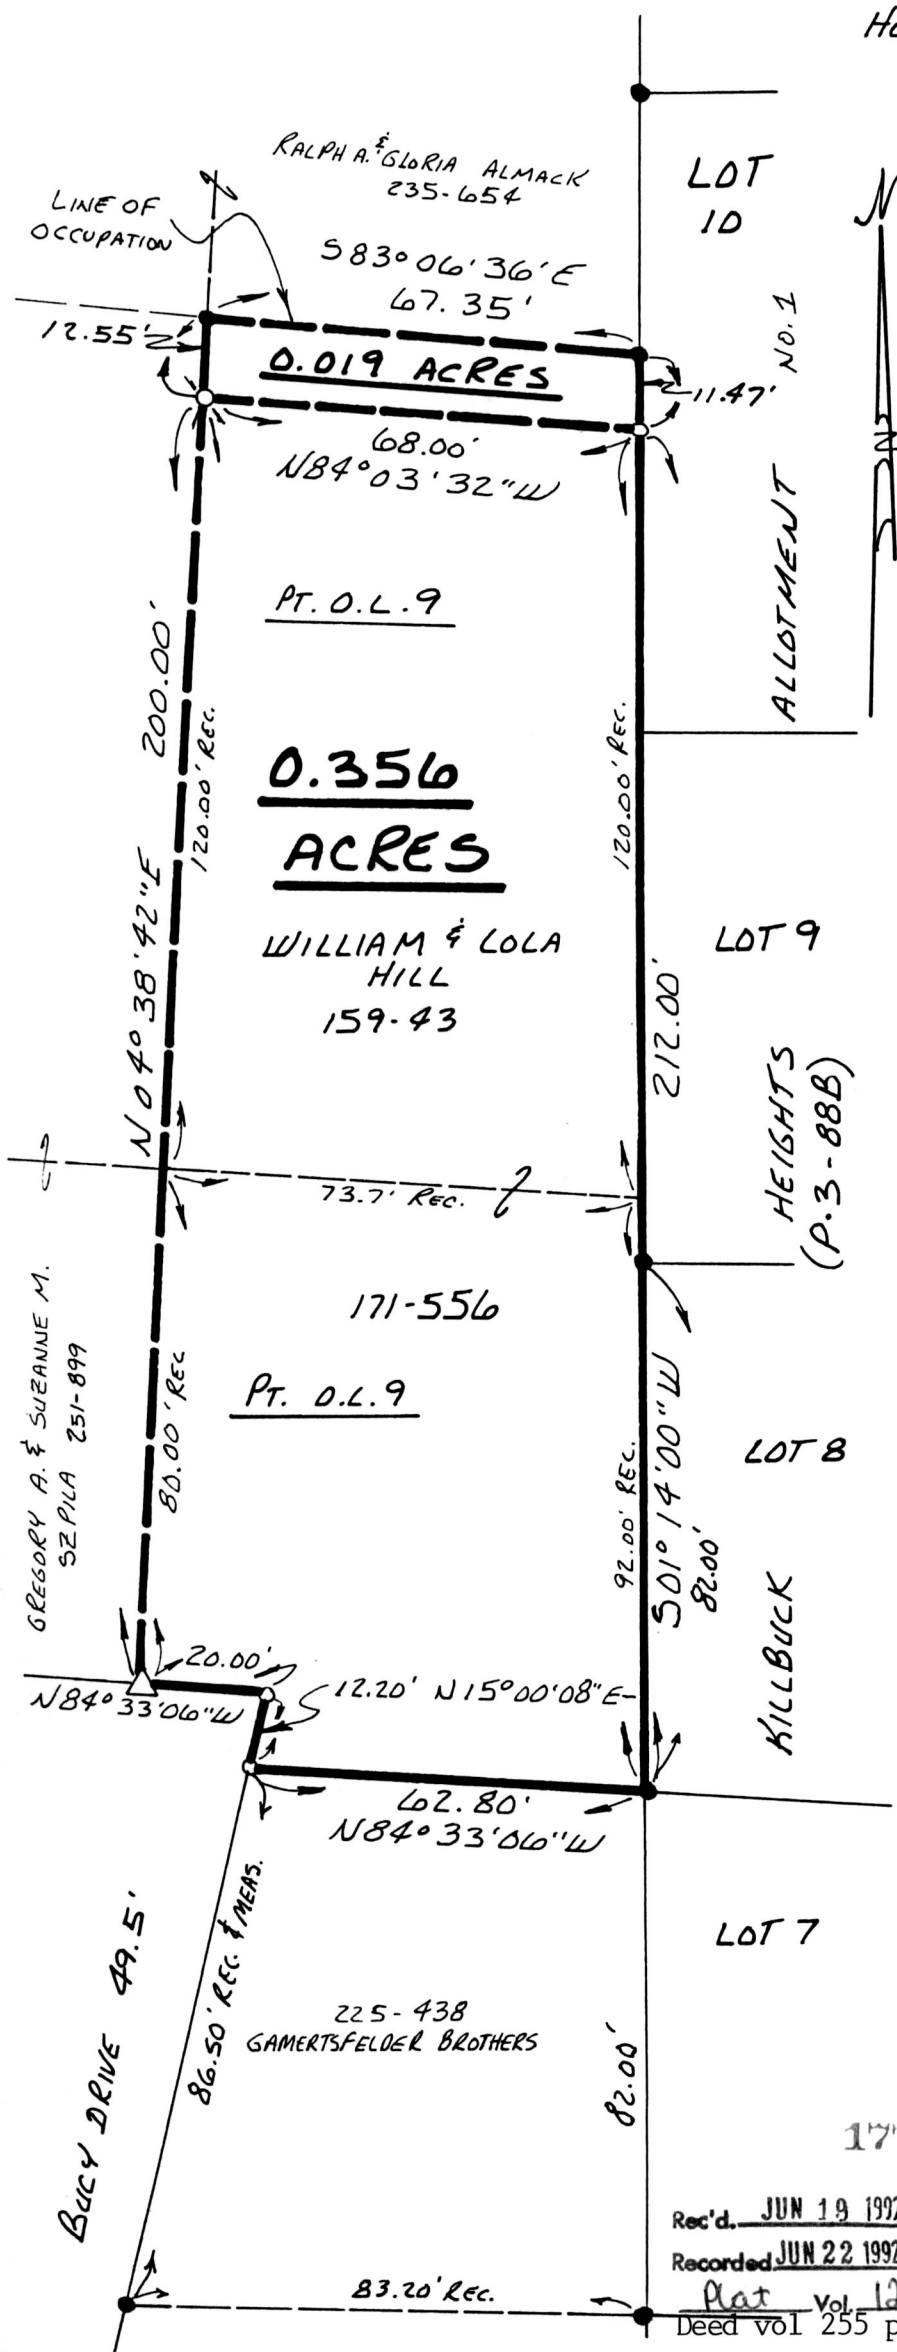 RALPH A. & GLORIA ALMACK
235-654
LOT
10
N
LINE OF
OCCUPATION
S83°06'36'E
67.35'
12.55'
0.019 ACRES
11.47'
NO. 1
68.00'
N84°03'32"W
ALLOTMENT
PT. O.L. 9
200.00'
120.00' REC.
120.00' REC.
0.356
ACRES
WILLIAM & LOLA
HILL
159-43
LOT 9
N 04°38'42"E
212.00'
HEIGHTS
(P. 3-88B)
73.7' REC.
GREGORY A. & SUZANNE M.
SZPILA 251-899
171-556
PT. O.L. 9
80.00' REC
92.00' REC.
S01°14'00"W
82.00'
LOT 8
KILLBUCK
20.00'
N84°33'06"W
12.20' N15°00'08"E
62.80'
N84°33'06"W
86.50' REC. & MEAS.
BUCY DRIVE 49.5'
LOT 7
225-438
GAMERTSFELDER BROTHERS
82.00'
Rec'd. JUN 19 1992
Recorded JUN 22 1992
83.20' REC.
Plat Vol. 12
Deed vol 255 p